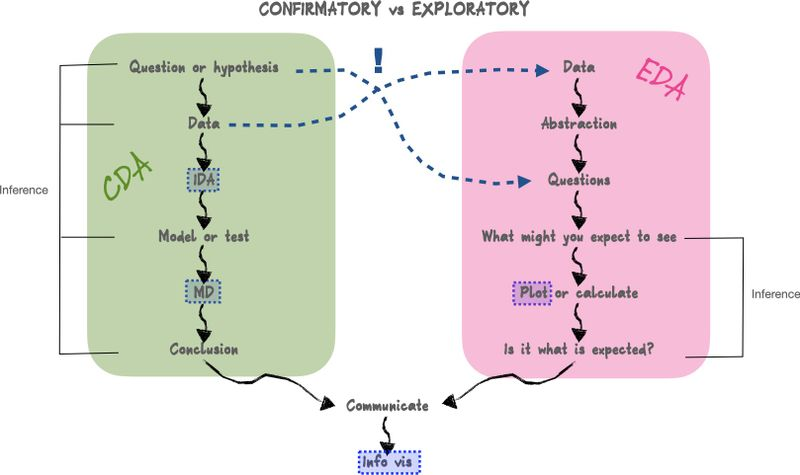 CONFIRMATORY vs EXPLORATORY
CDA
Question or hypothesis
Data
IDA
Model or test
MD
Conclusion
Inference
!
EDA
Data
Abstraction
Questions
What might you expect to see
Plot or calculate
Is it what is expected?
Inference
Communicate
Info vis